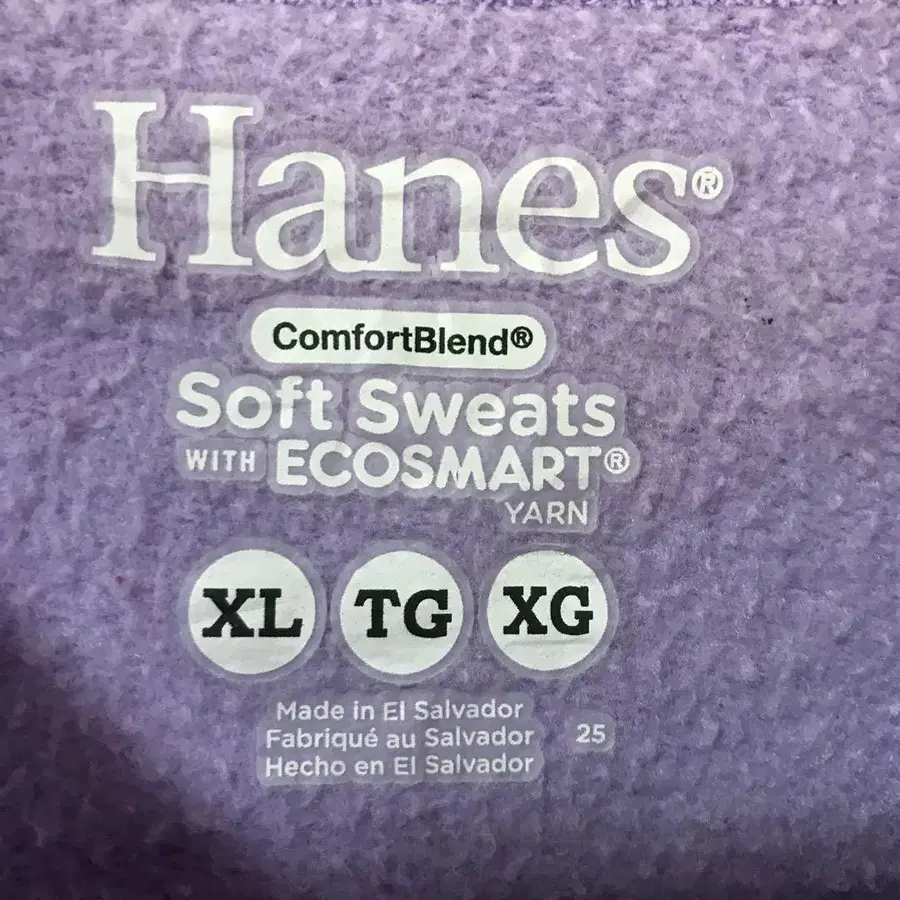 Hanes®
ComfortBlend®
Soft Sweats
WITH ECOSMART®
YARN
XL TG XG
Made in El Salvador
Fabriqué au Salvador 25
Hecho en El Salvador